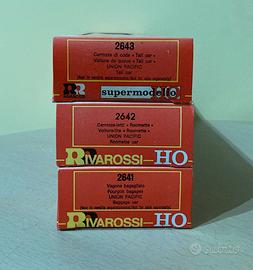 2643
Carrozza di coda «Tail car»
Voiture de queue «Tail car»
UNION PACIFIC
Tail car
RR supermodello HO
2642
Carrozza-letti «Roomette»
Voiture-lits «Roomette»
UNION PACIFIC
Roomette car
RIVAROSSI—HO
2641
Vagone bagagliaio
Fourgon bagages
UNION PACIFIC
Baggage car
RIVAROSSI—HO
subito.it